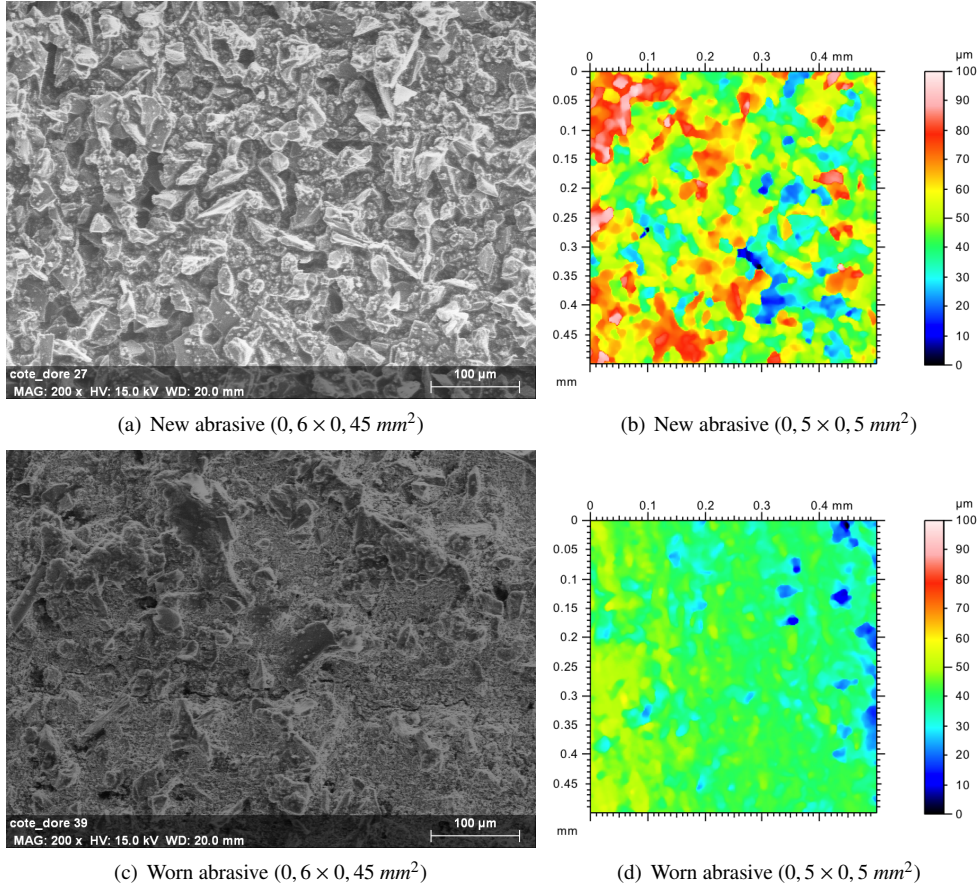 cote_dore 27
MAG: 200 x HV: 15.0 kV WD: 20.0 mm
100 µm
(a) New abrasive (0, 6 × 0, 45 mm²)
0 0.1 0.2 0.3 0.4 mm
0
0.05
0.1
0.15
0.2
0.25
0.3
0.35
0.4
0.45
mm
µm
100
90
80
70
60
50
40
30
20
10
0
(b) New abrasive (0, 5 × 0, 5 mm²)
cote_dore 39
MAG: 200 x HV: 15.0 kV WD: 20.0 mm
100 µm
(c) Worn abrasive (0, 6 × 0, 45 mm²)
0 0.1 0.2 0.3 0.4 mm
0
0.05
0.1
0.15
0.2
0.25
0.3
0.35
0.4
0.45
mm
µm
100
90
80
70
60
50
40
30
20
10
0
(d) Worn abrasive (0, 5 × 0, 5 mm²)